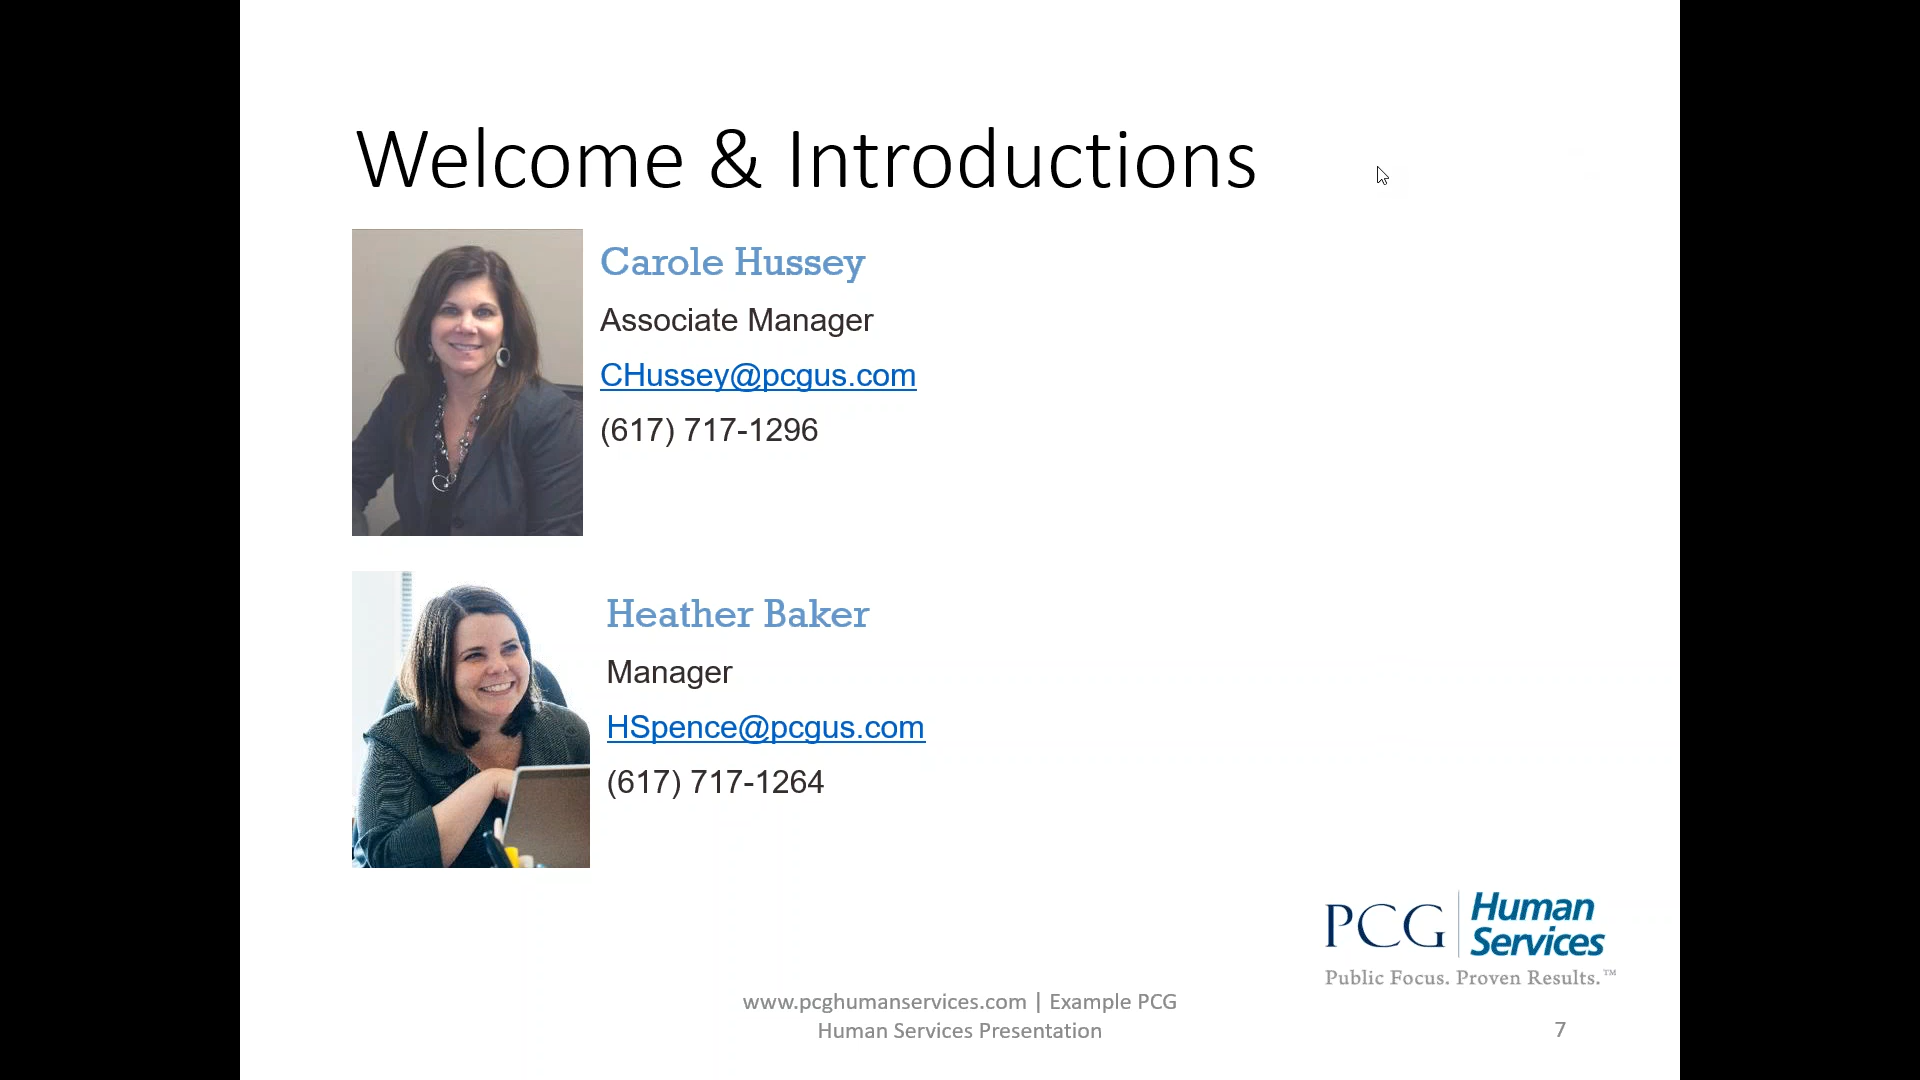 Welcome & Introductions
Carole Hussey
Associate Manager
CHussey@pcgus.com
(617) 717-1296
Heather Baker
Manager
HSpence@pcgus.com
(617) 717-1264
PCG Human
Services
Public Focus. Proven Results.™
www.pcghumanservices.com | Example PCG
Human Services Presentation
7